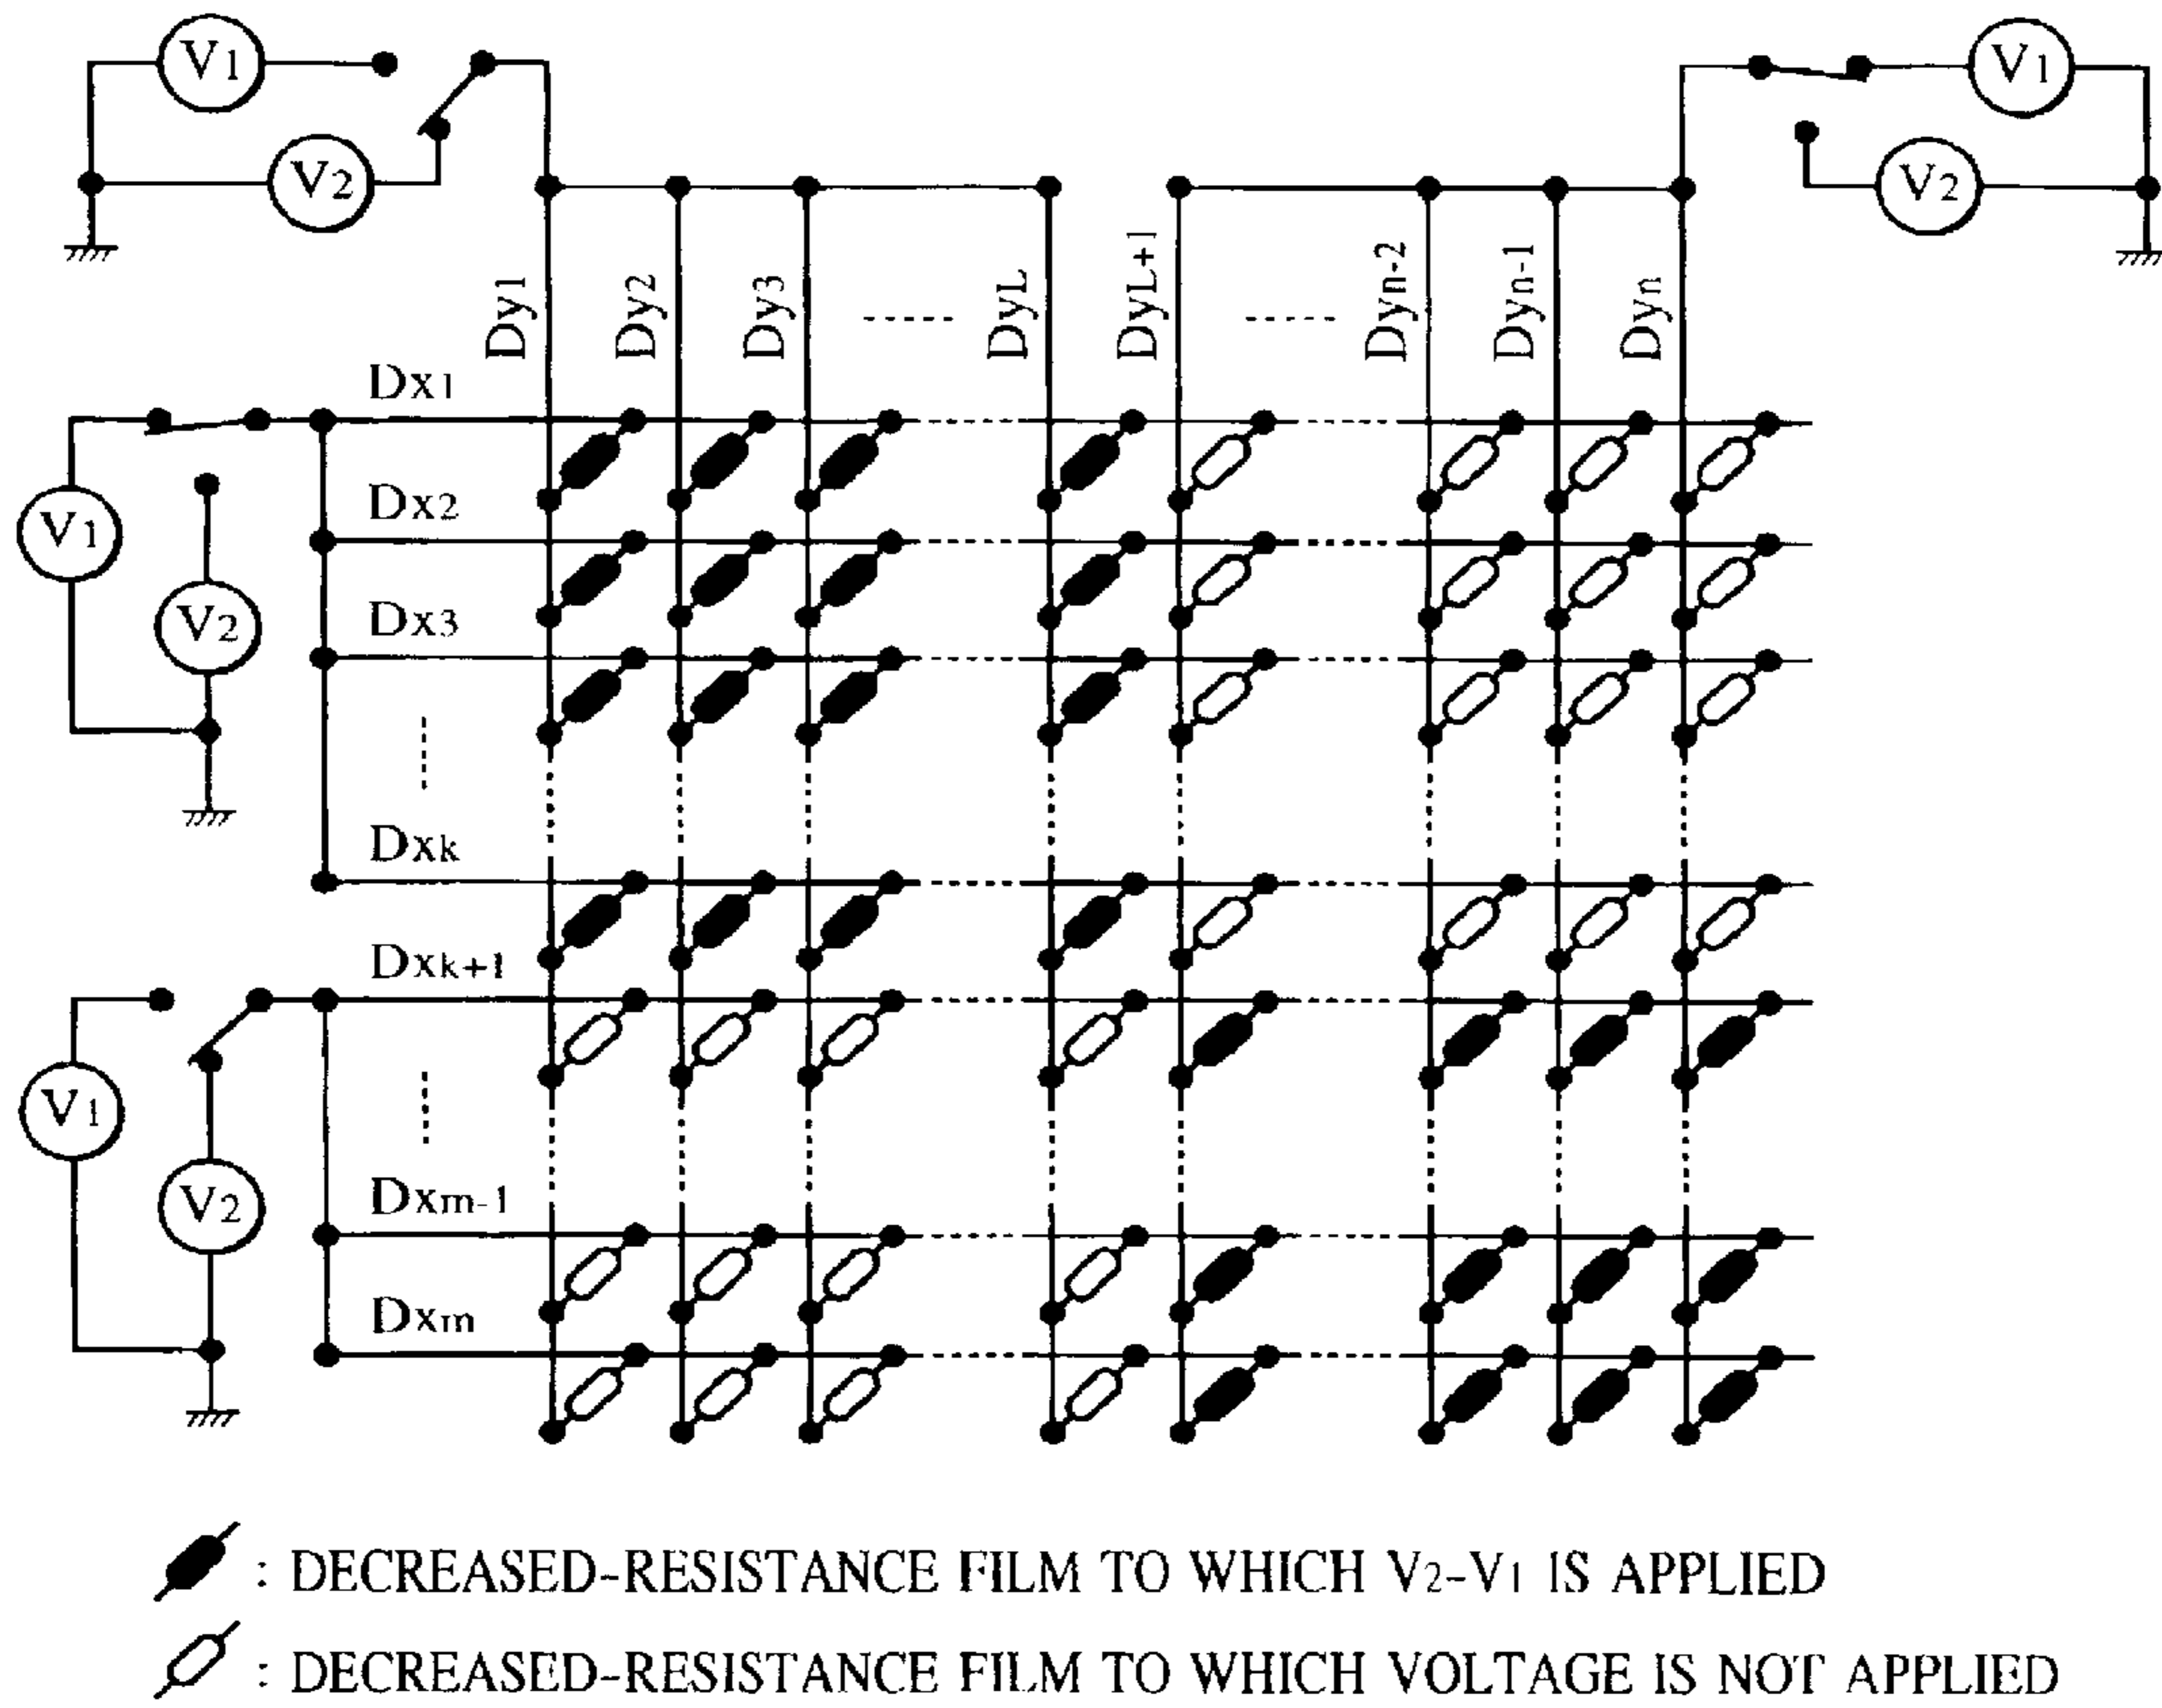 V1
V2
V1
V2
Dy1
Dy2
Dy3
DyL
DyL+1
Dyn-2
Dyn-1
Dyn
Dx1
Dx2
V1
V2
Dx3
Dxk
Dxk+1
V1
V2
Dxm-1
Dxm
: DECREASED-RESISTANCE FILM TO WHICH V2-V1 IS APPLIED
: DECREASED-RESISTANCE FILM TO WHICH VOLTAGE IS NOT APPLIED